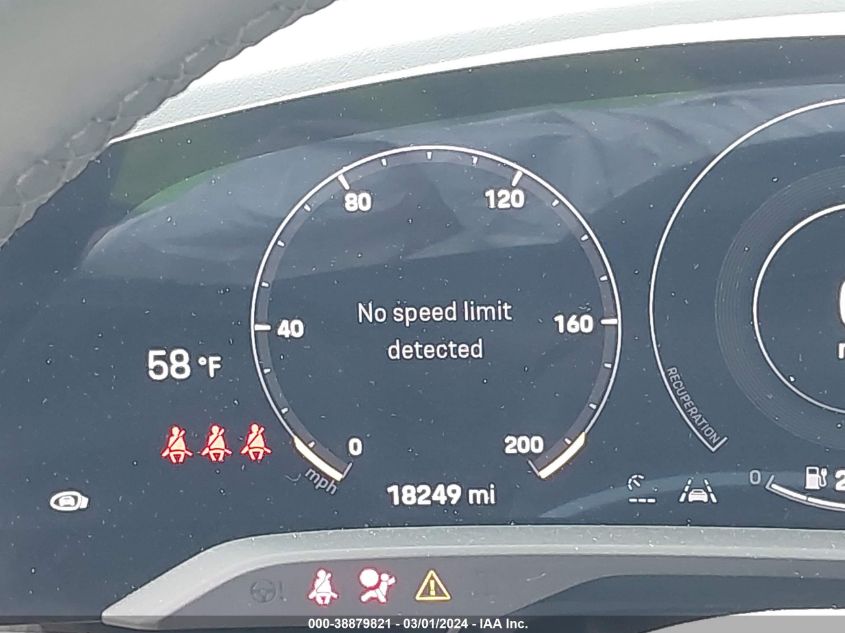 80
120
No speed limit
detected
40
160
58 °F
RECUPERATION
0
200
mph
18249 mi
0
2
000-38879821 - 03/01/2024 - IAA Inc.